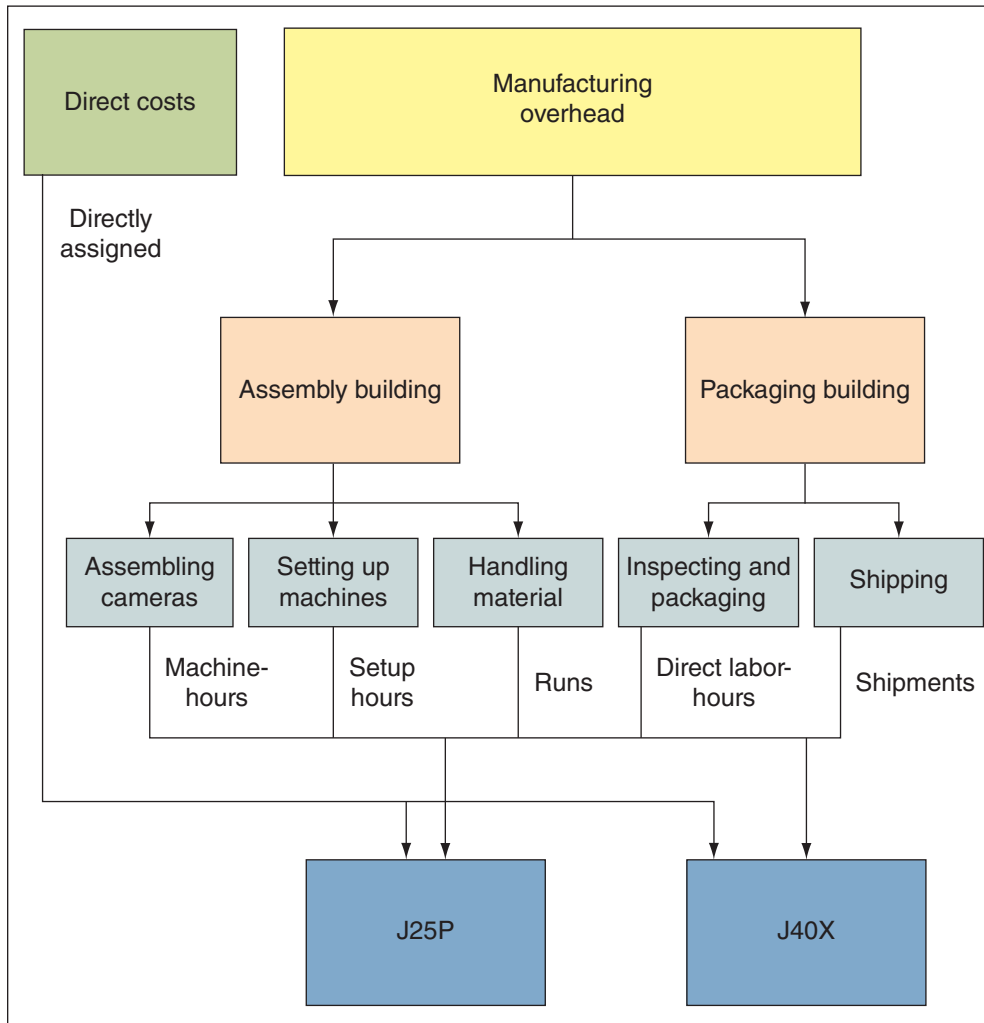 Direct costs
Manufacturing
overhead
Directly
assigned
Assembly building
Packaging building
Assembling
cameras
Setting up
machines
Handling
material
Inspecting and
packaging
Shipping
Machine-
hours
Setup
hours
Runs
Direct labor-
hours
Shipments
J25P
J40X